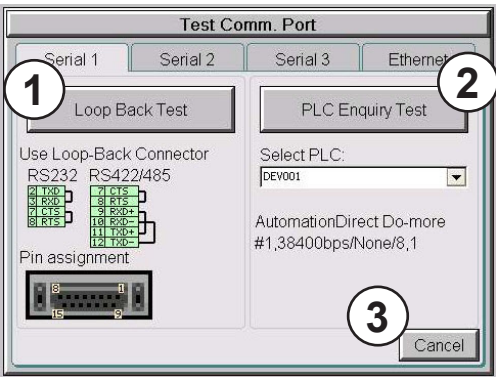 Test Comm. Port
Serial 1 Serial 2 Serial 3 Ethernet
1 2
Loop Back Test PLC Enquiry Test
Use Loop-Back Connector
RS232 RS422/485
2 TXD
3 RXD
7 CTS
8 RTS
7 CTS
8 RTS
9 RXD+
10 RXD-
11 TXD+
12 TXD-
Pin assignment
8 1
15 9
Select PLC:
DEV001
AutomationDirect Do-more
#1,38400bps/None/8,1
3
Cancel